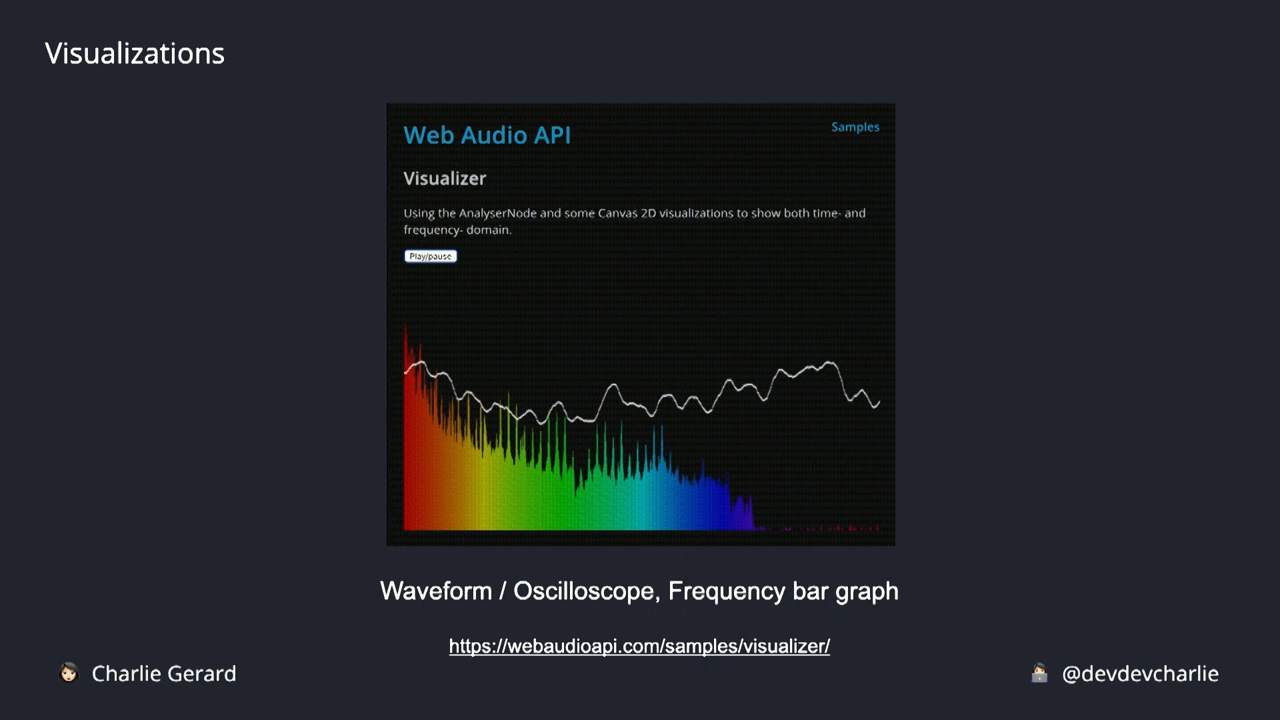 Visualizations
Web Audio API
Samples
Visualizer
Using the AnalyserNode and some Canvas 2D visualizations to show both time- and
frequency- domain.
Play/pause
Waveform / Oscilloscope, Frequency bar graph
https://webaudioapi.com/samples/visualizer/
Charlie Gerard
@devdevcharlie